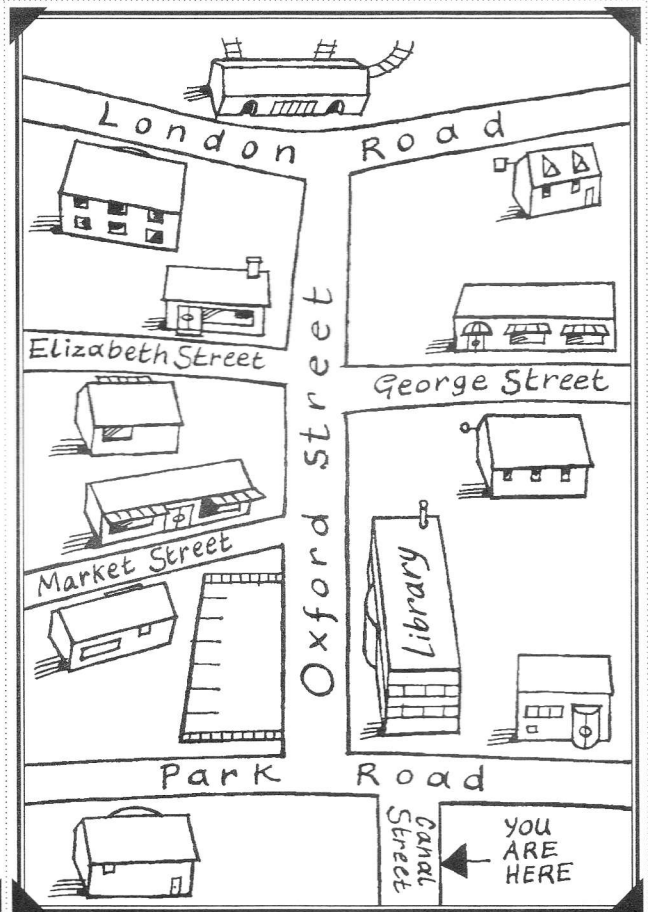 London Road
Elizabeth Street
George Street
Oxford Street
Market Street
Library
Park Road
Canal
Street
YOU
ARE
HERE